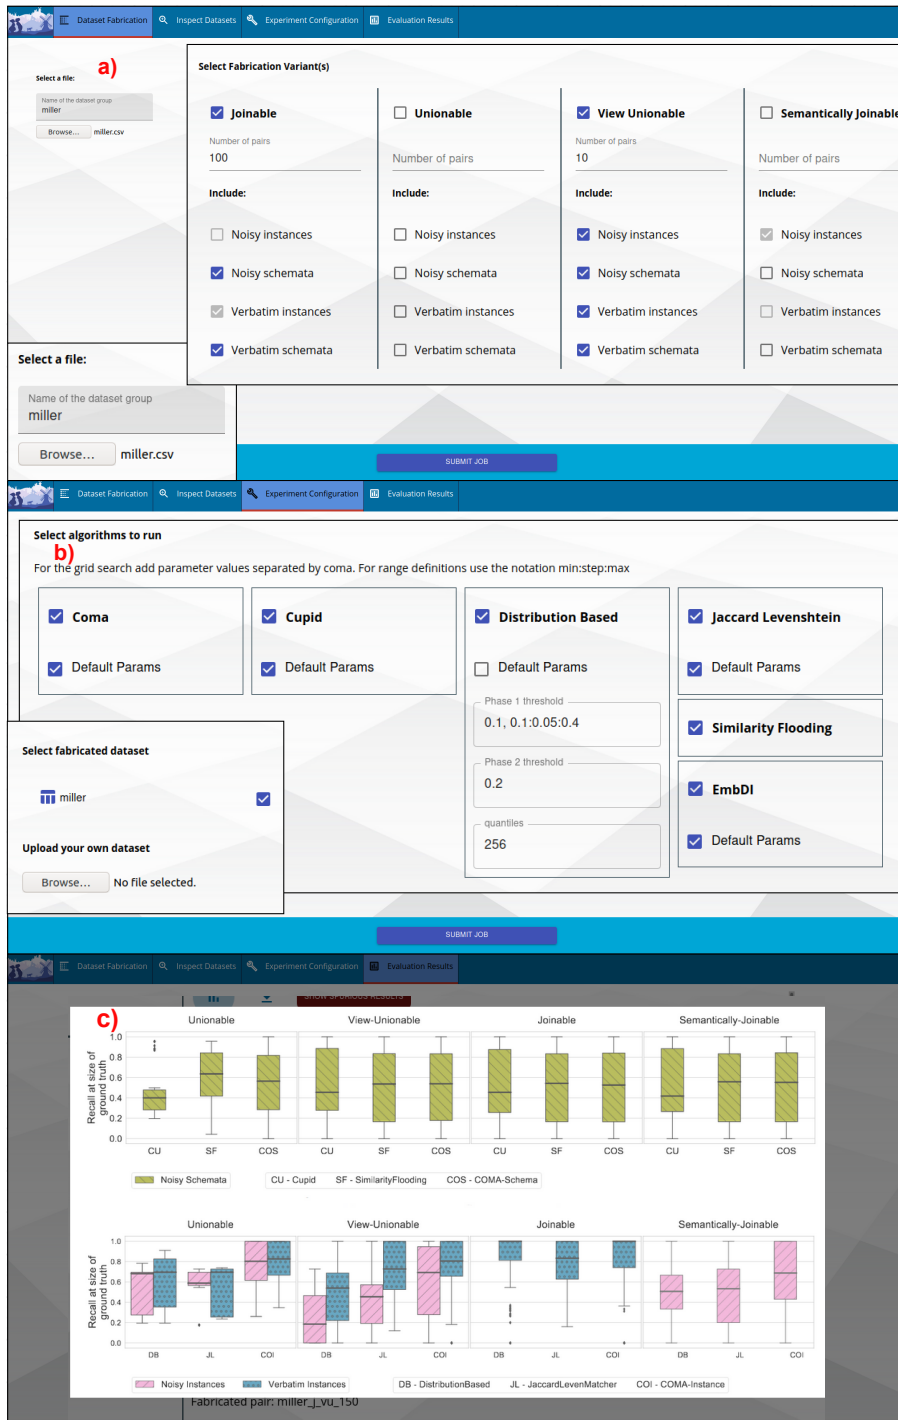 Dataset Fabrication Inspect Datasets Experiment Configuration Evaluation Results
a)
Select a file:
Name of the dataset group
miller
Browse... miller.csv
Select Fabrication Variant(s)
Joinable Unionable View Unionable Semantically Joinable
Number of pairs Number of pairs
100 Number of pairs 10 Number of pairs
Include: Include: Include: Include:
Noisy instances Noisy instances Noisy instances Noisy instances
Noisy schemata Noisy schemata Noisy schemata Noisy schemata
Verbatim instances Verbatim instances Verbatim instances Verbatim instances
Verbatim schemata Verbatim schemata Verbatim schemata Verbatim schemata
Select a file:
Name of the dataset group
miller
Browse... miller.csv
SUBMIT JOB
Dataset Fabrication Inspect Datasets Experiment Configuration Evaluation Results
Select algorithms to run
b)
For the grid search add parameter values separated by coma. For range definitions use the notation min:step:max
Coma Cupid Distribution Based Jaccard Levenshtein
Default Params Default Params Default Params Default Params
Phase 1 threshold
0.1, 0.1:0.05:0.4
Similarity Flooding
Phase 2 threshold
0.2
EmbDI
quantiles
256
Default Params
Select fabricated dataset
miller
Upload your own dataset
Browse... No file selected.
SUBMIT JOB
Dataset Fabrication Inspect Datasets Experiment Configuration Evaluation Results
SHOW SPURIOUS RESULTS
c)
Unionable View-Unionable Joinable Semantically-Joinable
Recall at size of
ground truth
1.0
0.8
0.6
0.4
0.2
0.0
CU SF COS CU SF COS CU SF COS CU SF COS
Noisy Schemata CU - Cupid SF - SimilarityFlooding COS - COMA-Schema
Unionable View-Unionable Joinable Semantically-Joinable
Recall at size of
ground truth
1.0
0.8
0.6
0.4
0.2
0.0
DB JL COI DB JL COI DB JL COI DB JL COI
Noisy Instances Verbatim Instances DB - DistributionBased JL - JaccardLevenMatcher COI - COMA-Instance
Fabricated pair: miller_j_vu_150